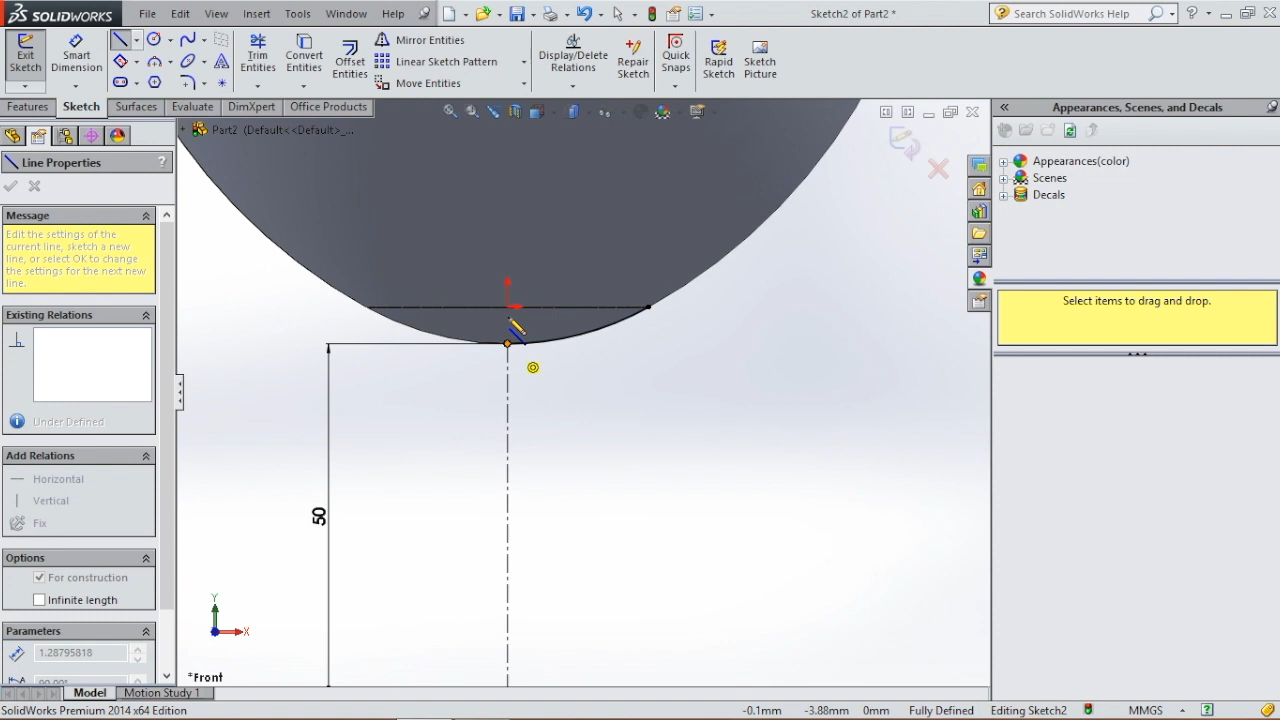 SOLIDWORKS File Edit View Insert Tools Window Help Sketch2 of Part2 * Search SolidWorks Help
Exit Sketch
Smart Dimension
Trim Entities
Convert Entities
Offset Entities
Mirror Entities
Linear Sketch Pattern
Move Entities
Display/Delete Relations
Repair Sketch
Quick Snaps
Rapid Sketch
Sketch Picture
Features Sketch Surfaces Evaluate DimXpert Office Products
Appearances, Scenes, and Decals
Part2 (Default<<Default>_...
Line Properties ?
Message
Edit the settings of the
current line, sketch a new
line, or select OK to change
the settings for the next new
line.
Existing Relations
Under Defined
Add Relations
Horizontal
Vertical
Fix
Options
For construction
Infinite length
Parameters
1.28795818
50
Y
X
*Front
Appearances(color)
Scenes
Decals
Select items to drag and drop.
Model Motion Study 1
SolidWorks Premium 2014 x64 Edition -0.1mm -3.88mm 0mm Fully Defined Editing Sketch2 MMGS